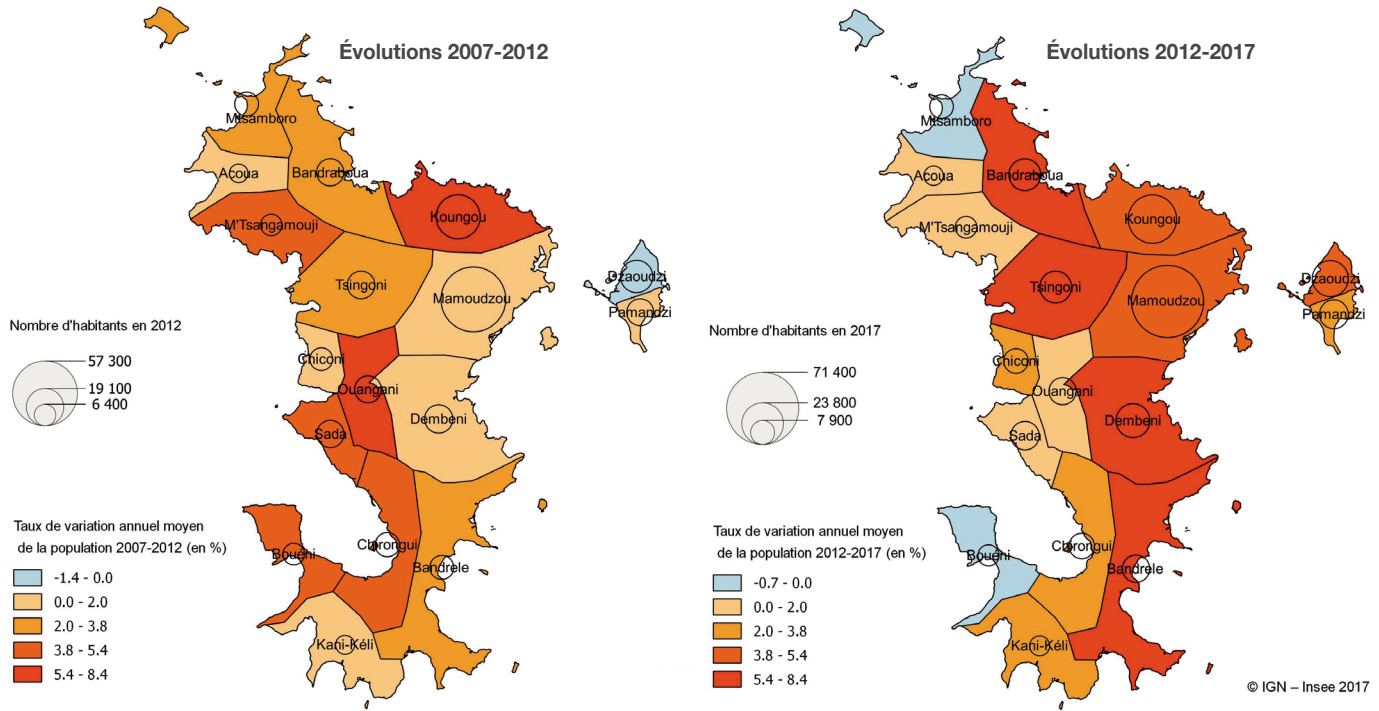 Évolutions 2007-2012
Mtsamboro
Acoua
Bandraboua
M'Tsangamouji
Koungou
Tsingoni
Mamoudzou
Dzaoudzi
Pamandzi
Chiconi
Ouangani
Sada
Dembeni
Bouéni
Chirongui
Bandrele
Kani-Kéli
Nombre d'habitants en 2012
57 300
19 100
6 400
Taux de variation annuel moyen
de la population 2007-2012 (en %)
-1.4 - 0.0
0.0 - 2.0
2.0 - 3.8
3.8 - 5.4
5.4 - 8.4
Évolutions 2012-2017
Mtsamboro
Acoua
Bandraboua
M'Tsangamouji
Koungou
Tsingoni
Mamoudzou
Dzaoudzi
Pamandzi
Chiconi
Ouangani
Sada
Dembeni
Bouéni
Chirongui
Bandrele
Kani-Kéli
Nombre d'habitants en 2017
71 400
23 800
7 900
Taux de variation annuel moyen
de la population 2012-2017 (en %)
-0.7 - 0.0
0.0 - 2.0
2.0 - 3.8
3.8 - 5.4
5.4 - 8.4
© IGN – Insee 2017